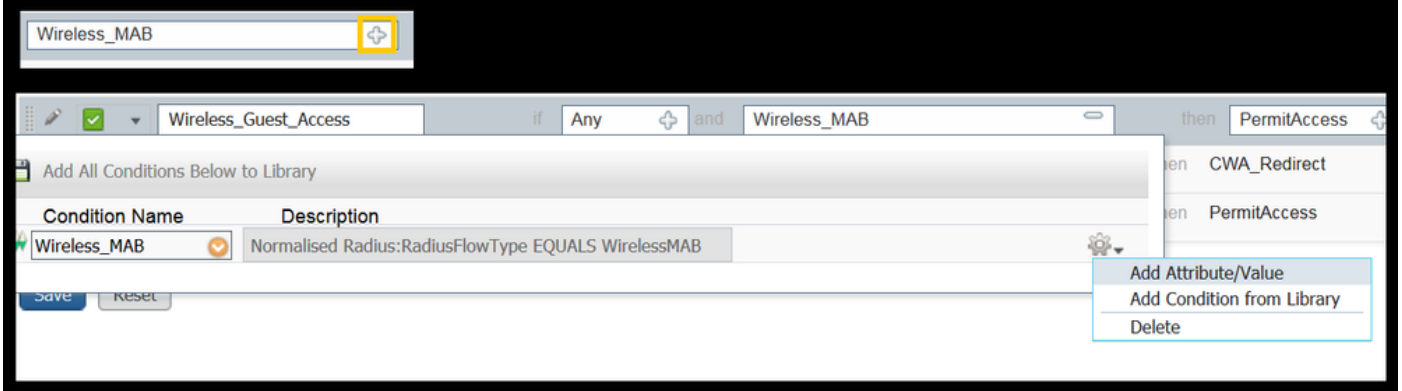 Wireless_MAB
Wireless_Guest_Access if Any and Wireless_MAB then PermitAccess
Add All Conditions Below to Library
en CWA_Redirect
Condition Name Description
en PermitAccess
Wireless_MAB Normalised Radius:RadiusFlowType EQUALS WirelessMAB
Add Attribute/Value
Save Reset
Add Condition from Library
Delete